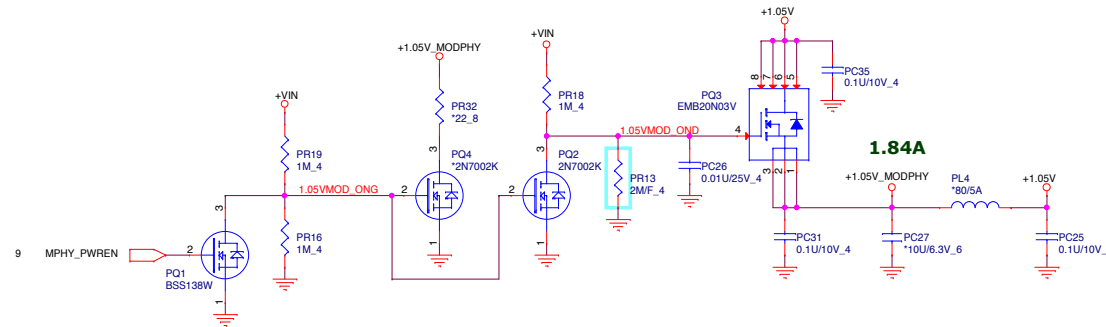 +1.05V
+VIN
+1.05V_MODPHY
8
7
6
5
PC35
0.1U/10V_4
PR18
1M_4
PQ3
EMB20N03V
+VIN
PR32
*22_8
1.05VMOD_OND
4
1.84A
PR19
1M_4
3
PQ4
*2N7002K
3
PQ2
2N7002K
PC26
0.01U/25V_4
PR13
2M/F_4
3
2
1
+1.05V_MODPHY
PL4
*80/5A
+1.05V
1.05VMOD_ONG
2
2
3
PR16
1M_4
1
1
PC31
0.1U/10V_4
PC27
*10U/6.3V_6
PC25
0.1U/10V_
9
MPHY_PWREN
2
PQ1
BSS138W
1